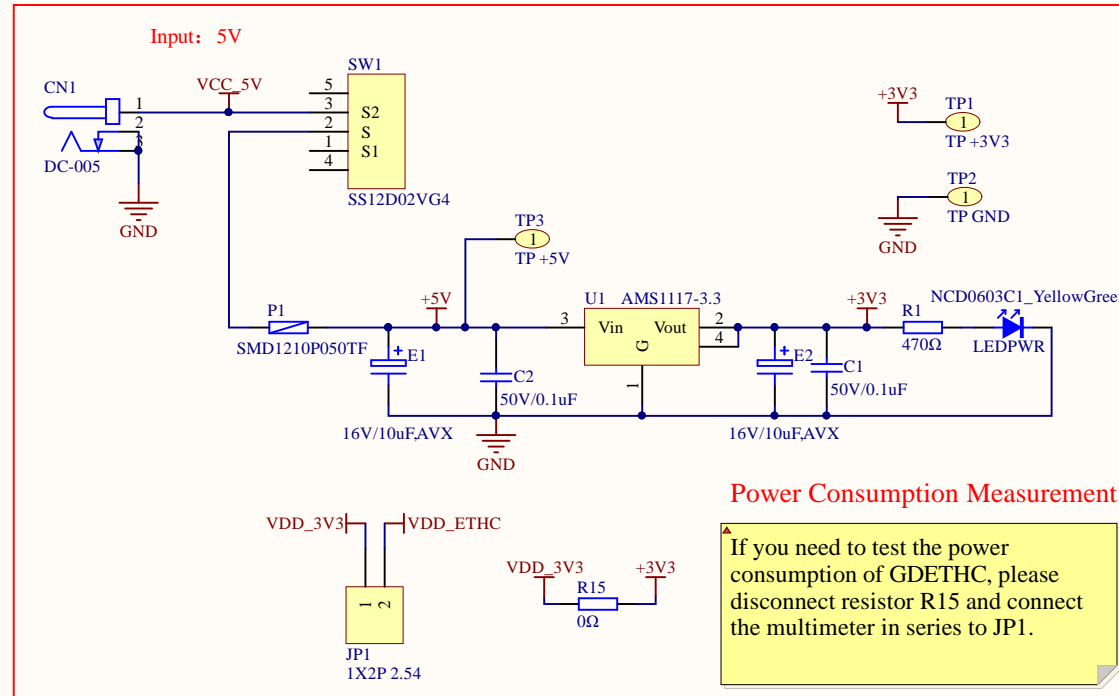 Input：5V
CN1
1
2
3
DC-005
GND
VCC_5V
SW1
5
3
2
1
4
S2
S
S1
SS12D02VG4
+3V3
TP1
1
TP +3V3
TP2
1
TP GND
GND
TP3
1
TP +5V
P1
SMD1210P050TF
+5V
E1
16V/10uF,AVX
C2
50V/0.1uF
GND
U1 AMS1117-3.3
3
Vin
Vout
2
4
G
1
E2
16V/10uF,AVX
C1
50V/0.1uF
+3V3
R1
470Ω
NCD0603C1_YellowGree
LEDPWR
VDD_3V3
VDD_ETHC
1
2
JP1
1X2P 2.54
VDD_3V3
+3V3
R15
0Ω
Power Consumption Measurement
If you need to test the power
consumption of GDETHC, please
disconnect resistor R15 and connect
the multimeter in series to JP1.